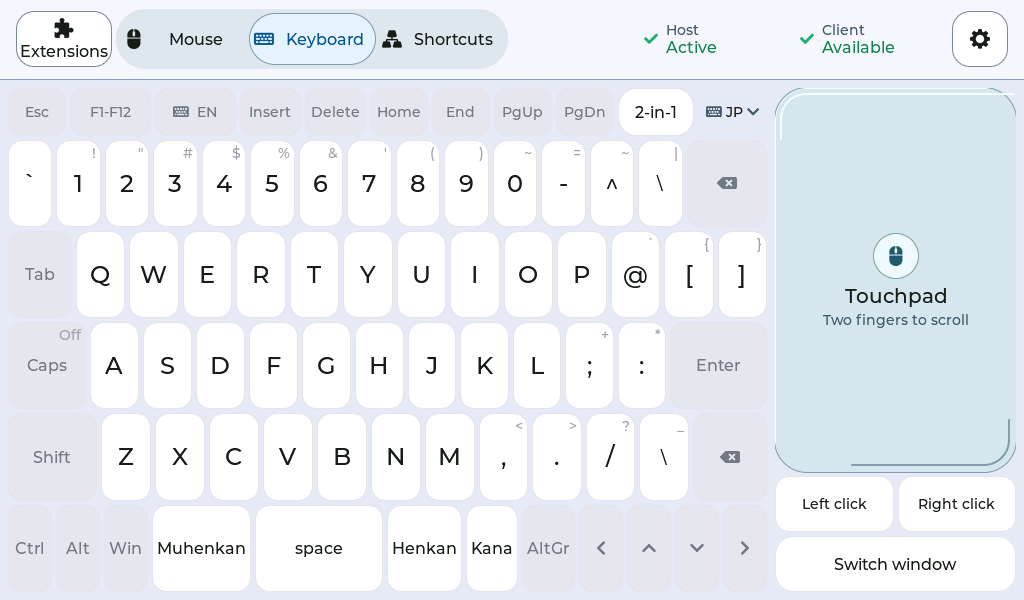 Extensions
Mouse
Keyboard
Shortcuts
Host
Active
Client
Available
Esc
F1-F12
EN
Insert
Delete
Home
End
PgUp
PgDn
2-in-1
JP
`
! 1
" 2
# 3
$ 4
% 5
& 6
' 7
( 8
) 9
~ 0
= -
~ ^
| \
Tab
Q
W
E
R
T
Y
U
I
O
P
` @
{ [
} ]
Off
Caps
A
S
D
F
G
H
J
K
L
+ ;
* :
Enter
Shift
Z
X
C
V
B
N
M
< ,
> .
? /
_ \
Ctrl
Alt
Win
Muhenkan
space
Henkan
Kana
AltGr
Touchpad
Two fingers to scroll
Left click
Right click
Switch window